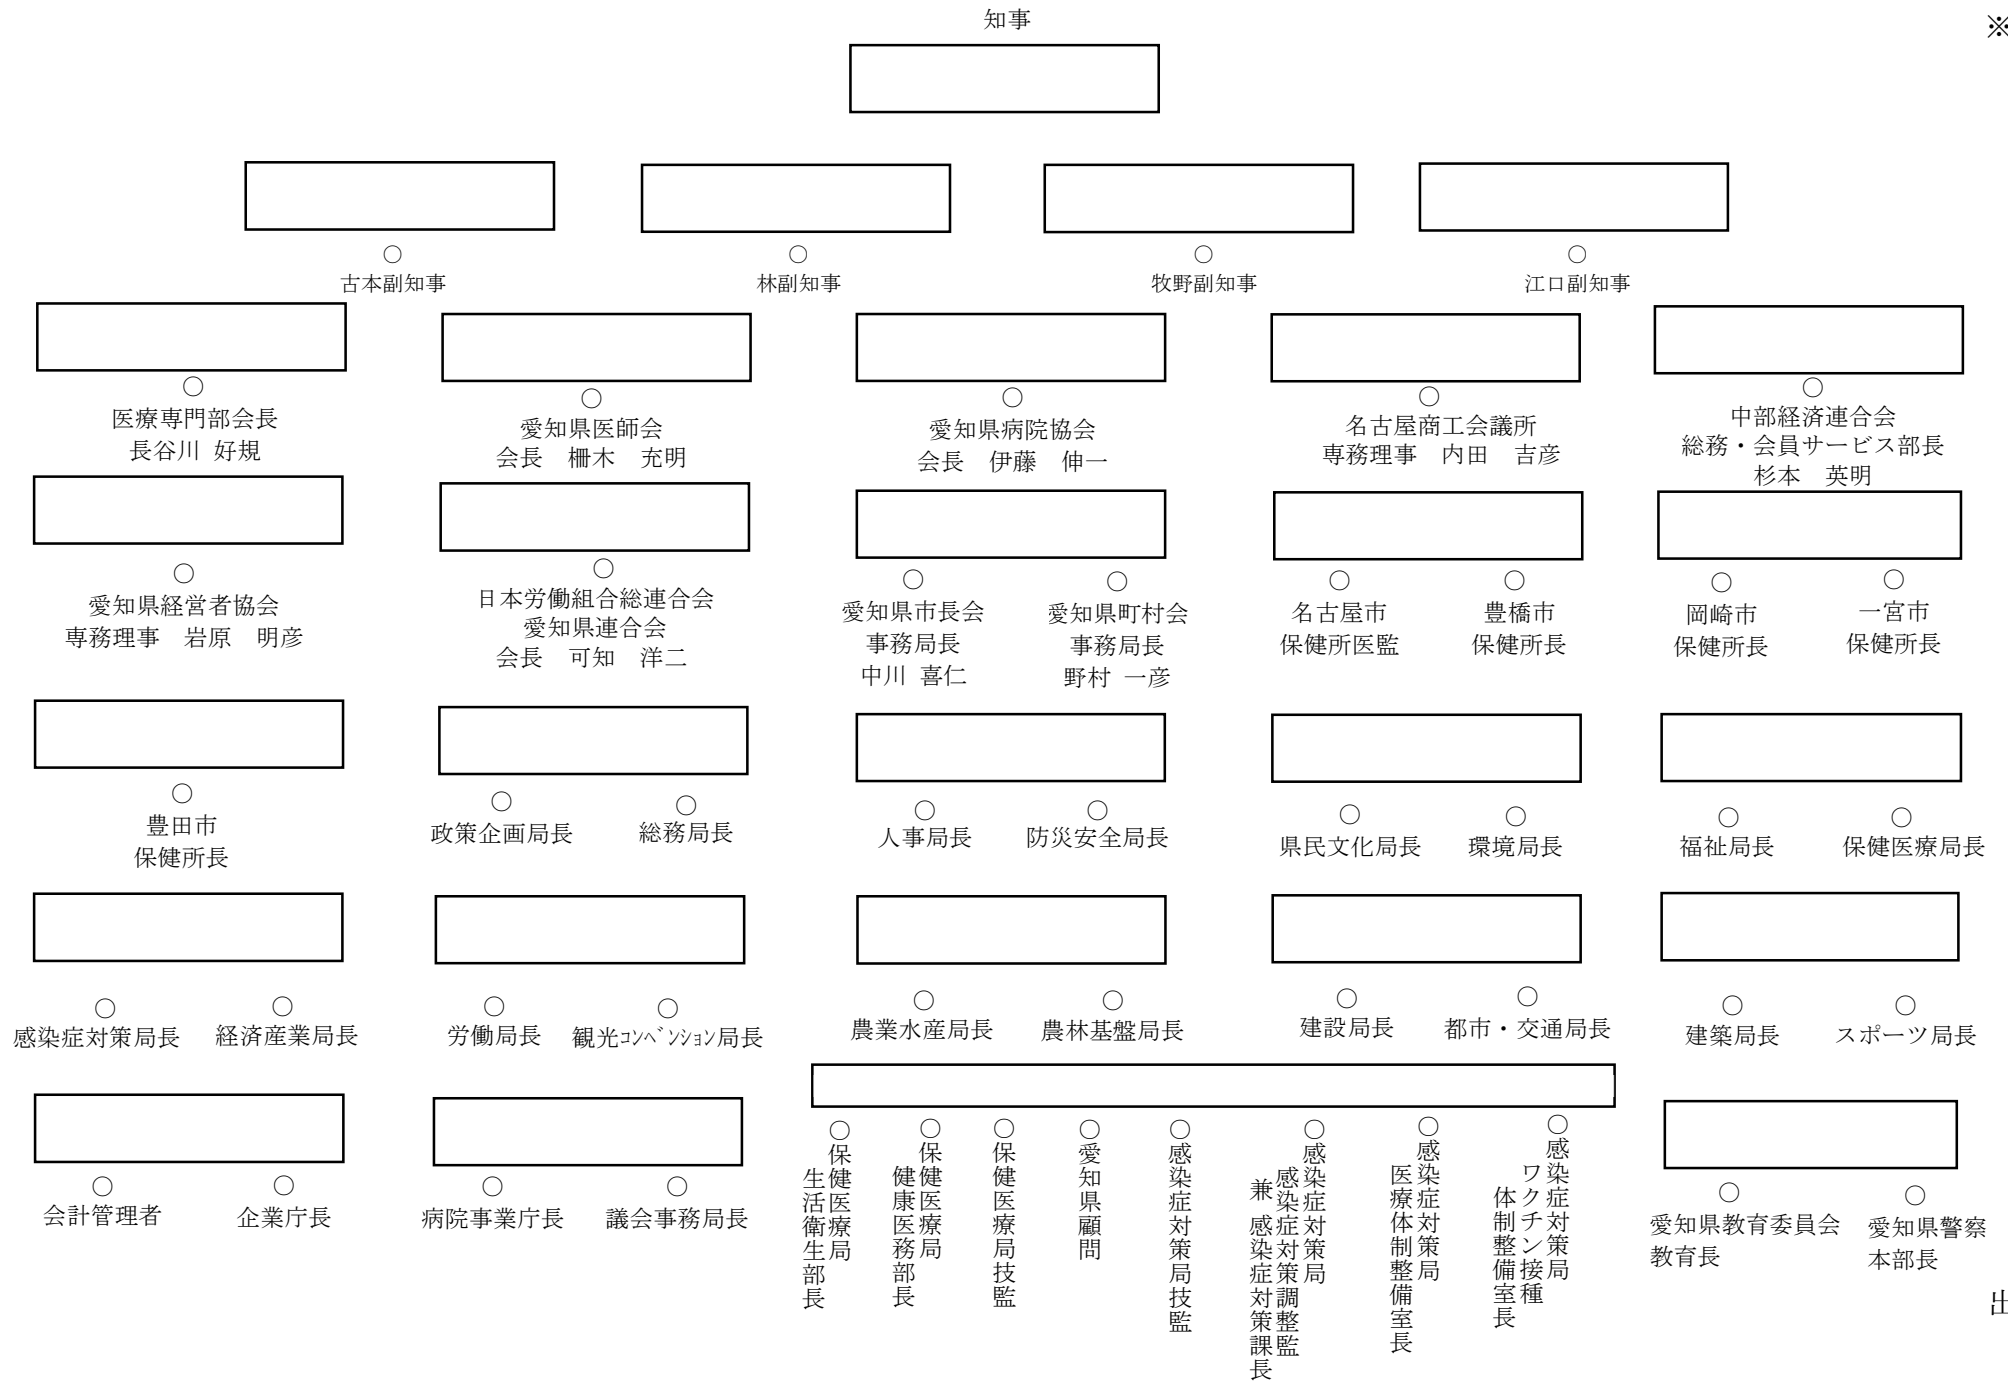 知事
※
○
古本副知事
○
林副知事
○
牧野副知事
○
江口副知事
○
医療専門部会長
長谷川 好規
○
愛知県医師会
会長 柵木 充明
○
愛知県病院協会
会長 伊藤 伸一
○
名古屋商工会議所
専務理事 内田 吉彦
○
中部経済連合会
総務・会員サービス部長
杉本 英明
○
愛知県経営者協会
専務理事 岩原 明彦
○
日本労働組合総連合会
愛知県連合会
会長 可知 洋二
○
愛知県市長会
事務局長
中川 喜仁
○
愛知県町村会
事務局長
野村 一彦
○
名古屋市
保健所医監
○
豊橋市
保健所長
○
岡崎市
保健所長
○
一宮市
保健所長
○
豊田市
保健所長
○
政策企画局長
○
総務局長
○
人事局長
○
防災安全局長
○
県民文化局長
○
環境局長
○
福祉局長
○
保健医療局長
○
感染症対策局長
○
経済産業局長
○
労働局長
○
観光ｺﾝﾍﾞﾝｼｮﾝ局長
○
農業水産局長
○
農林基盤局長
○
建設局長
○
都市・交通局長
○
建築局長
○
スポーツ局長
○
会計管理者
○
企業庁長
○
病院事業庁長
○
議会事務局長
○保健医療局
生活衛生部長
○保健医療局
健康医務部長
○保健医療局技監
○愛知県顧問
○感染症対策局技監
○感染症対策局
感染症対策調整監
兼 感染症対策課長
○感染症対策局
医療体制整備室長
○感染症対策局
ワクチン接種
体制整備室長
○
愛知県教育委員会
教育長
○
愛知県警察
本部長